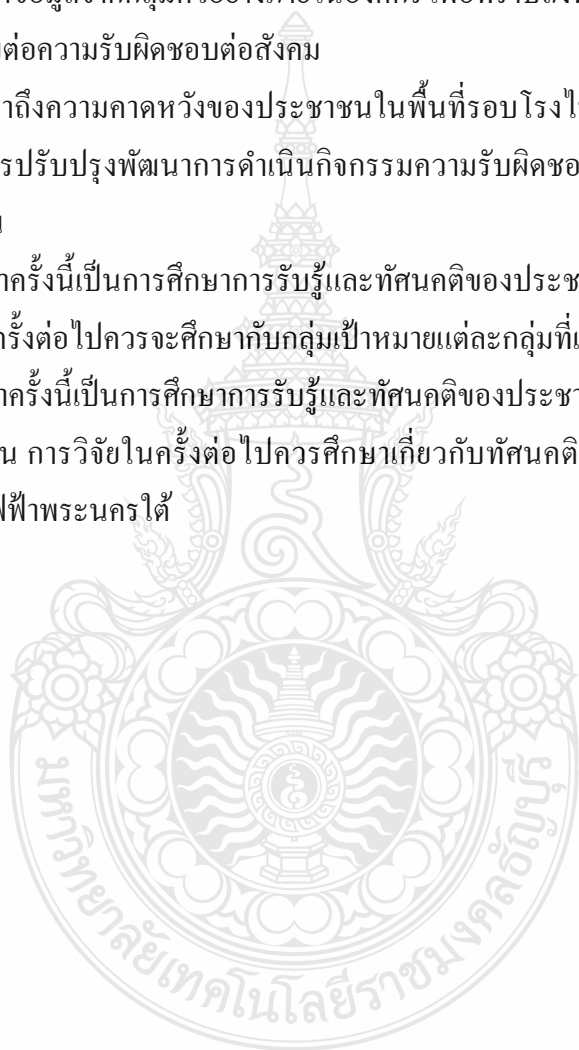 ต่อความรับผิดชอบต่อสังคม
าถึงความคาดหวังของประชาชนในพื้นที่รอบโรงไ
รปรับปรุงพัฒนาการดำเนินกิจกรรมความรับผิดชอ
น
าครั้งนี้เป็นการศึกษาการรับรู้และทัศนคติของประช
ครั้งต่อไปควรจะศึกษากับกลุ่มเป้าหมายแต่ละกลุ่มที่
าครั้งนี้เป็นการศึกษาการรับรู้และทัศนคติของประชา
น การวิจัยในครั้งต่อไปควรศึกษาเกี่ยวกับทัศนคติ
ฟ้าพระนครใต้
มหาวิทยาลัยเทคโนโลยีราชมงคลธัญบุรี